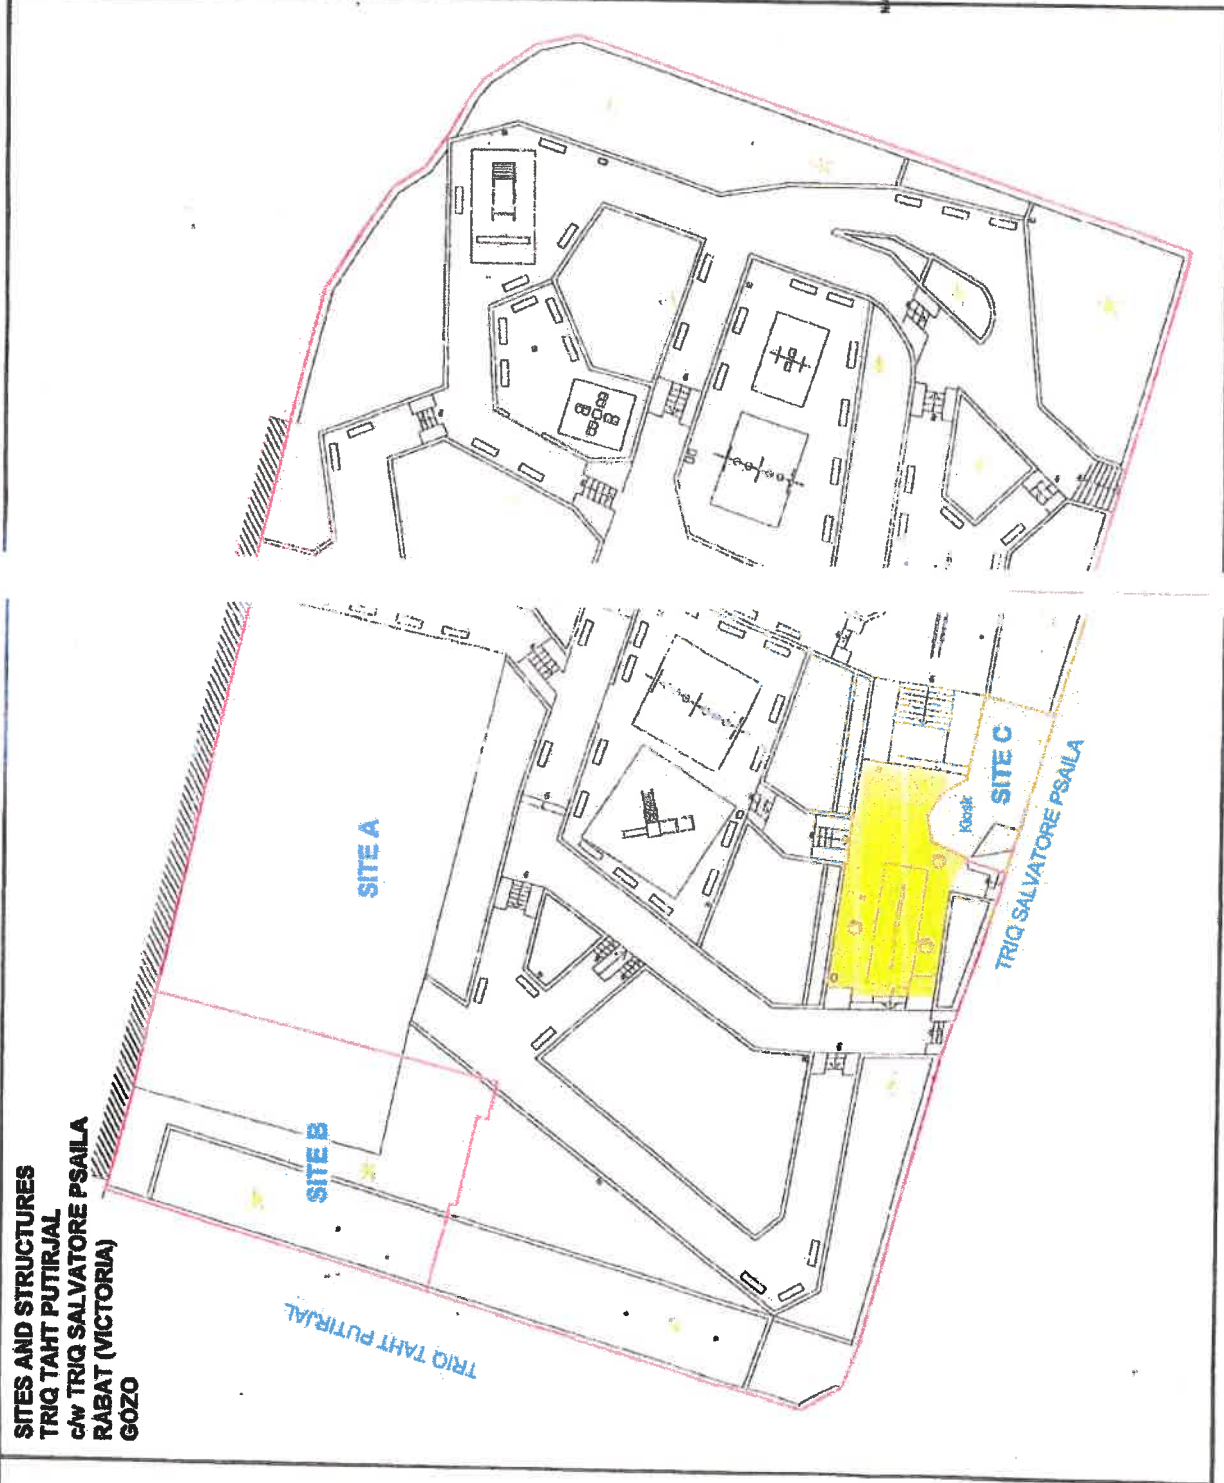 SITES AND STRUCTURES
TRIQ TAHT PUTIRJAL
c/w TRIQ SALVATORE PSAILA
RABAT (VICTORIA)
GOZO
SITE A
SITE B
SITE C
Kiosk
TRIQ SALVATORE PSAILA
TRIQ TAHT PUTIRJAL